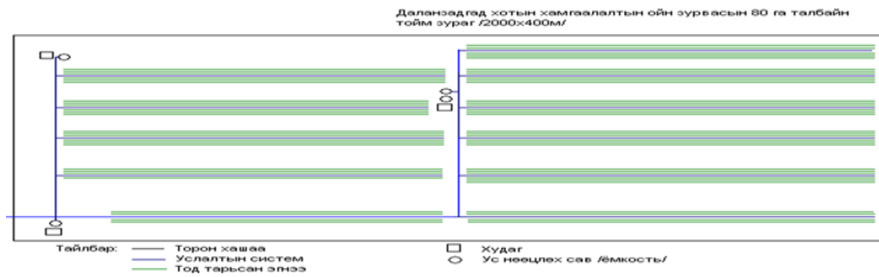 Даланзадгад хотын хамгаалалтын ойн зурвасын 80 га талбайн
тойм зураг /2000х400м/
Тайлбар:
Торон хашаа
Услалтын систем
Тод тарьсан эгнээ
Худаг
Ус нөөцлөх сав /ёмкость/